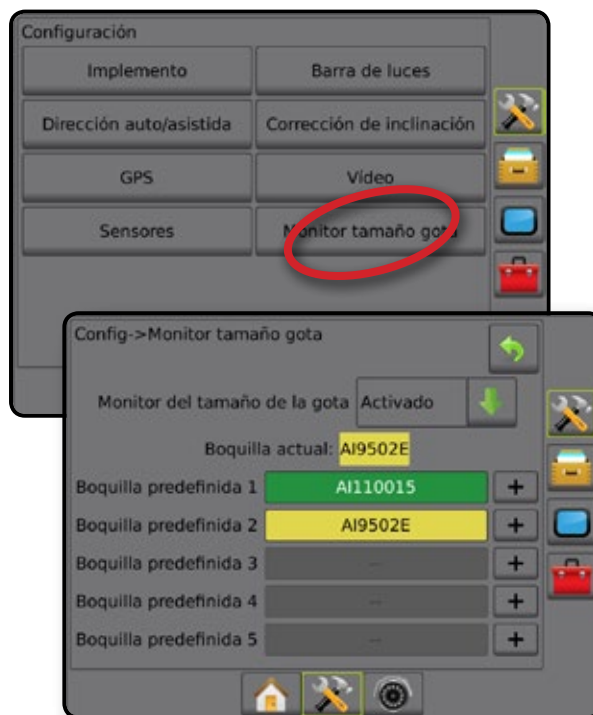 Configuración
Implemento Barra de luces
Dirección auto/asistida Corrección de inclinación
GPS Vídeo
Sensores Monitor tamaño gota
Config->Monitor tamaño gota
Monitor del tamaño de la gota Activado
Boquilla actual: AI9502E
Boquilla predefinida 1 AI110015 +
Boquilla predefinida 2 AI9502E +
Boquilla predefinida 3 -- +
Boquilla predefinida 4 -- +
Boquilla predefinida 5 -- +